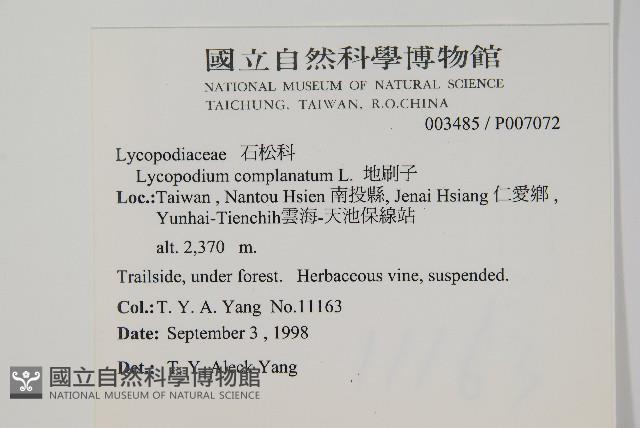 國立自然科學博物館
NATIONAL MUSEUM OF NATURAL SCIENCE
TAICHUNG, TAIWAN, R.O.CHINA
003485 / P007072
Lycopodiaceae 石松科
Lycopodium complanatum L. 地刷子
Loc.:Taiwan , Nantou Hsien 南投縣, Jenai Hsiang 仁愛鄉 ,
Yunhai-Tienchih雲海-天池保線站
alt. 2,370 m.
Trailside, under forest. Herbaceous vine, suspended.
Col.: T. Y. A. Yang No.11163
Date: September 3 , 1998
Det.: T. Y. Aleck Yang
國立自然科學博物館
NATIONAL MUSEUM OF NATURAL SCIENCE